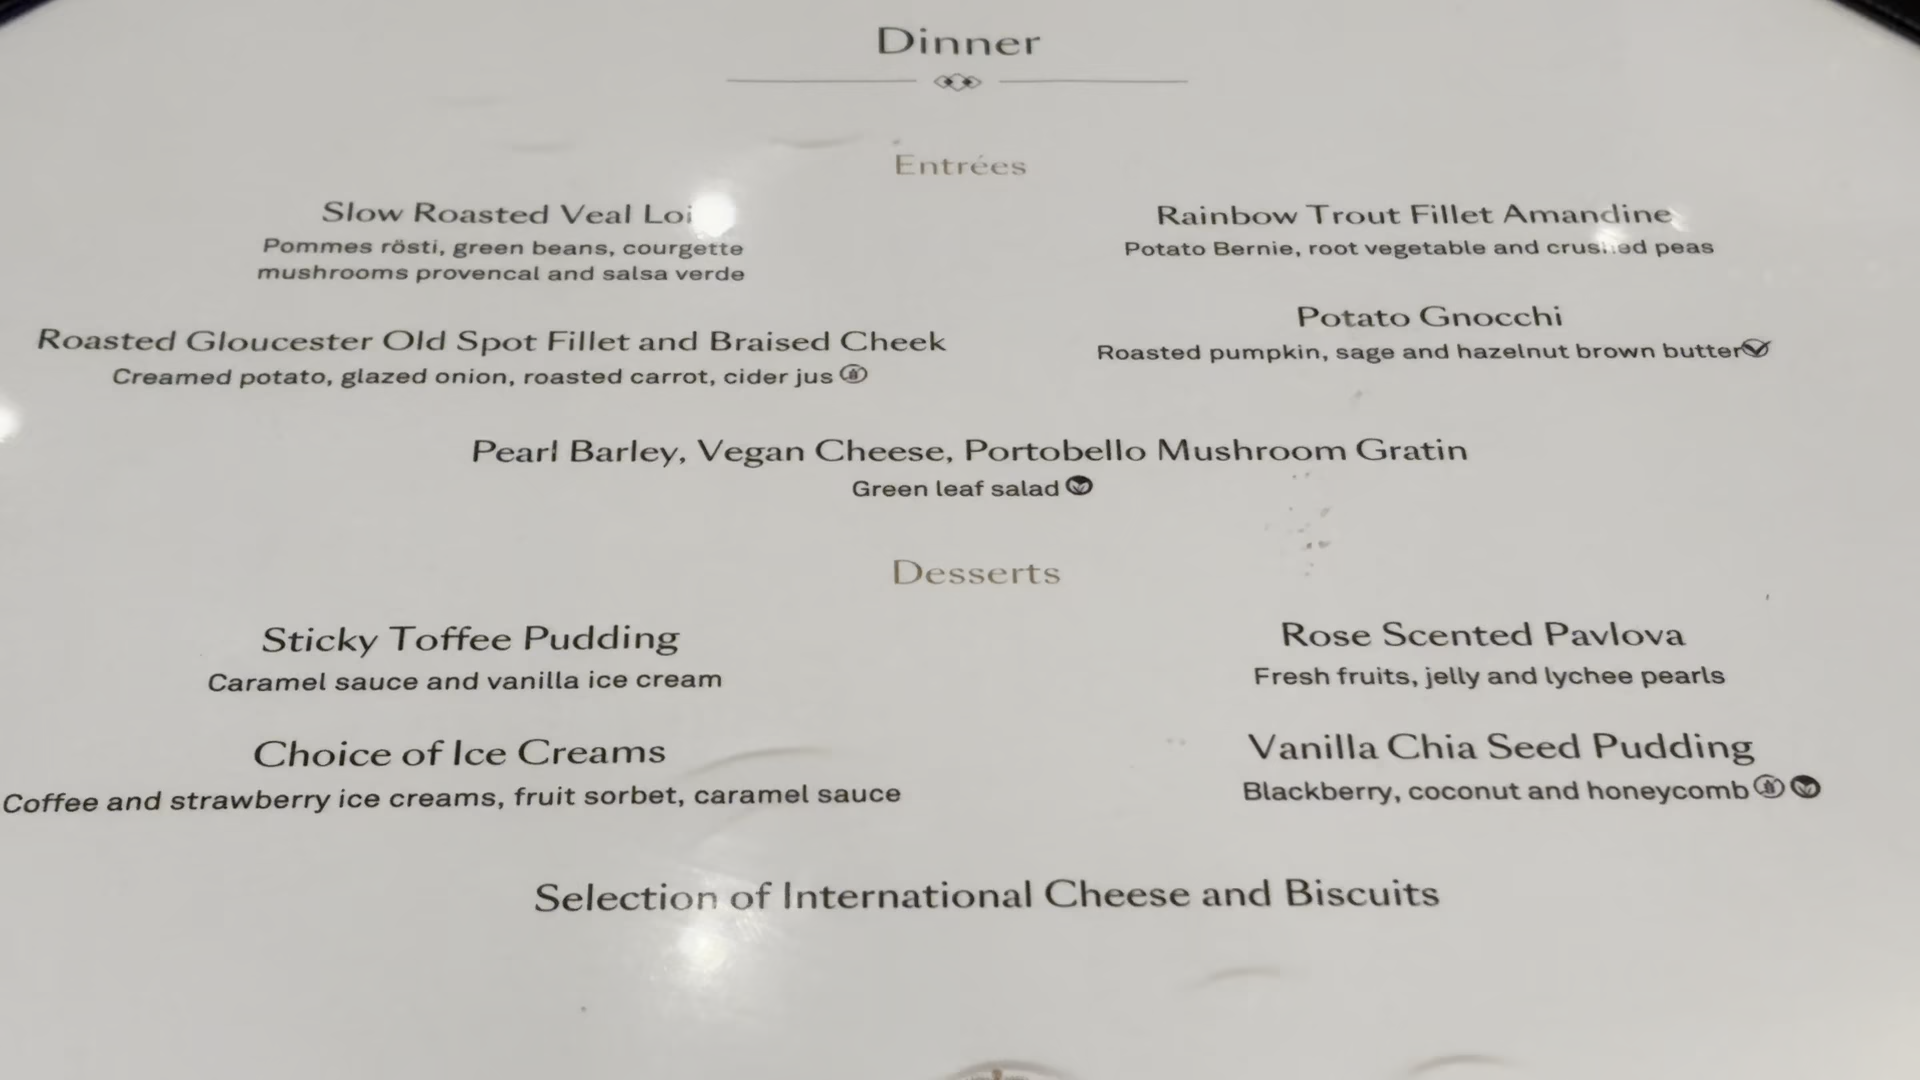 Dinner
Entrées
Slow Roasted Veal Loi
Pommes rösti, green beans, courgette
mushrooms provencal and salsa verde
Rainbow Trout Fillet Amandine
Potato Bernie, root vegetable and crushed peas
Roasted Gloucester Old Spot Fillet and Braised Cheek
Creamed potato, glazed onion, roasted carrot, cider jus
Potato Gnocchi
Roasted pumpkin, sage and hazelnut brown butter
Pearl Barley, Vegan Cheese, Portobello Mushroom Gratin
Green leaf salad
Desserts
Sticky Toffee Pudding
Caramel sauce and vanilla ice cream
Rose Scented Pavlova
Fresh fruits, jelly and lychee pearls
Choice of Ice Creams
Coffee and strawberry ice creams, fruit sorbet, caramel sauce
Vanilla Chia Seed Pudding
Blackberry, coconut and honeycomb
Selection of International Cheese and Biscuits